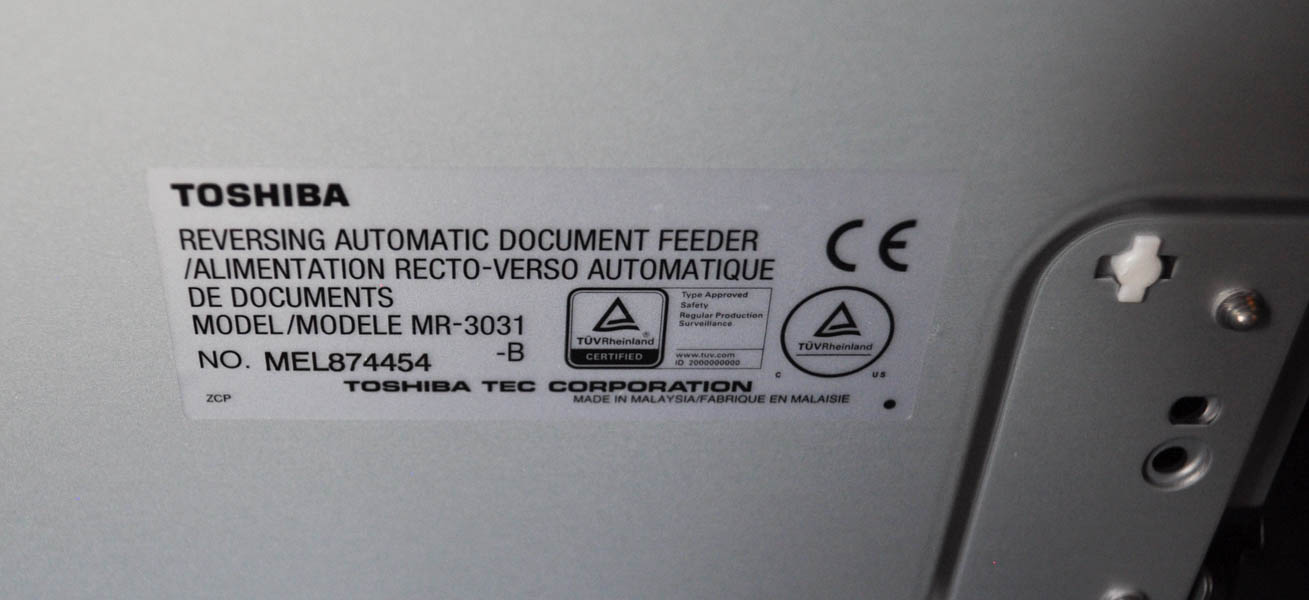 TOSHIBA
REVERSING AUTOMATIC DOCUMENT FEEDER
/ALIMENTATION RECTO-VERSO AUTOMATIQUE
DE DOCUMENTS
MODEL/MODELE MR-3031
-B
NO. MEL874454
CE
TÜVRheinland®
CERTIFIED
Type Approved
Safety
Regular Production
Surveillance
www.tuv.com
ID 2000000000
TÜVRheinland
C US
TOSHIBA TEC CORPORATION
ZCP
MADE IN MALAYSIA/FABRIQUE EN MALAISIE